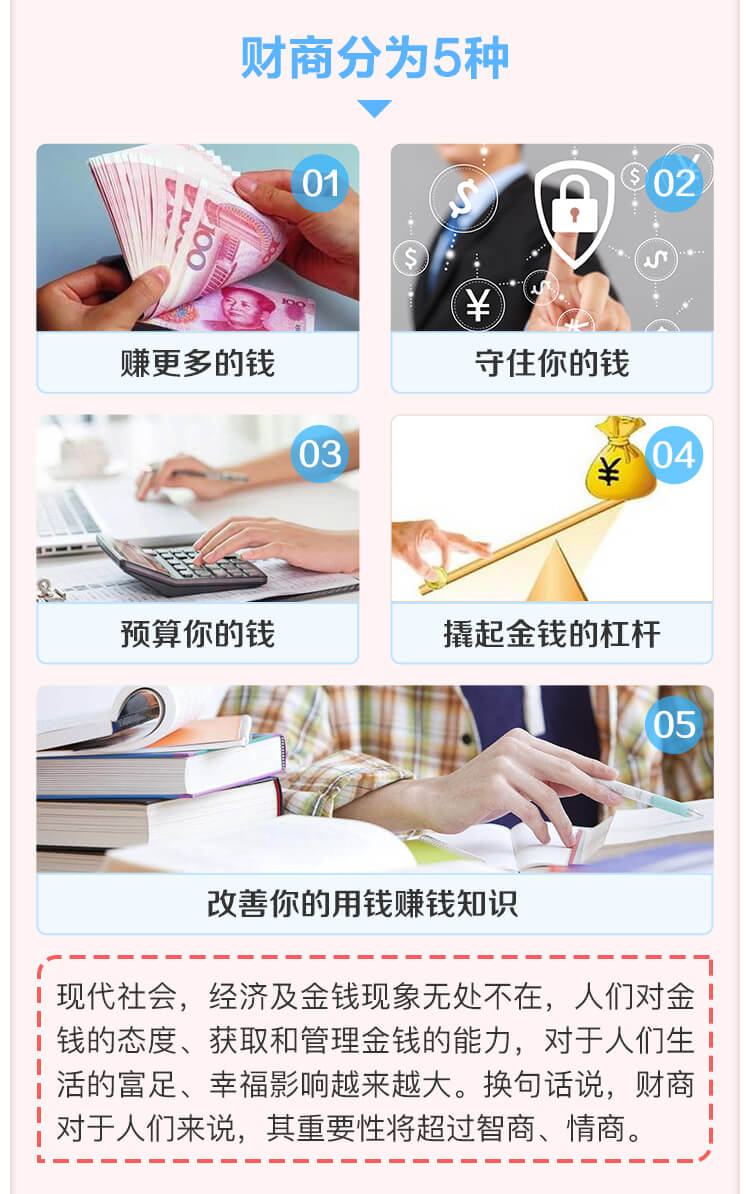 财商分为5种
01
02
赚更多的钱
守住你的钱
03
04
预算你的钱
撬起金钱的杠杆
05
改善你的用钱赚钱知识
现代社会，经济及金钱现象无处不在，人们对金
钱的态度、获取和管理金钱的能力，对于人们生
活的富足、幸福影响越来越大。换句话说，财商
对于人们来说，其重要性将超过智商、情商。